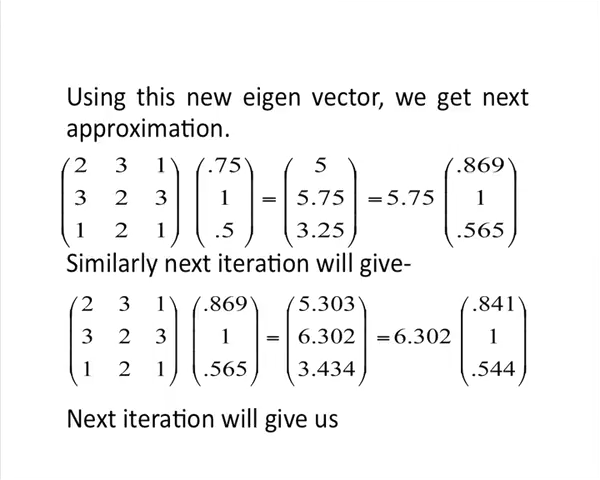 Using this new eigen vector, we get next
approximation.
(2 3 1) (.75) ( 5 ) (.869)
(3 2 3) ( 1 ) = ( 5.75 ) =5.75 ( 1 )
(1 2 1) ( .5 ) ( 3.25 ) (.565)
Similarly next iteration will give-
(2 3 1) (.869) (5.303) (.841)
(3 2 3) ( 1 ) = (6.302) =6.302 ( 1 )
(1 2 1) (.565) (3.434) (.544)
Next iteration will give us